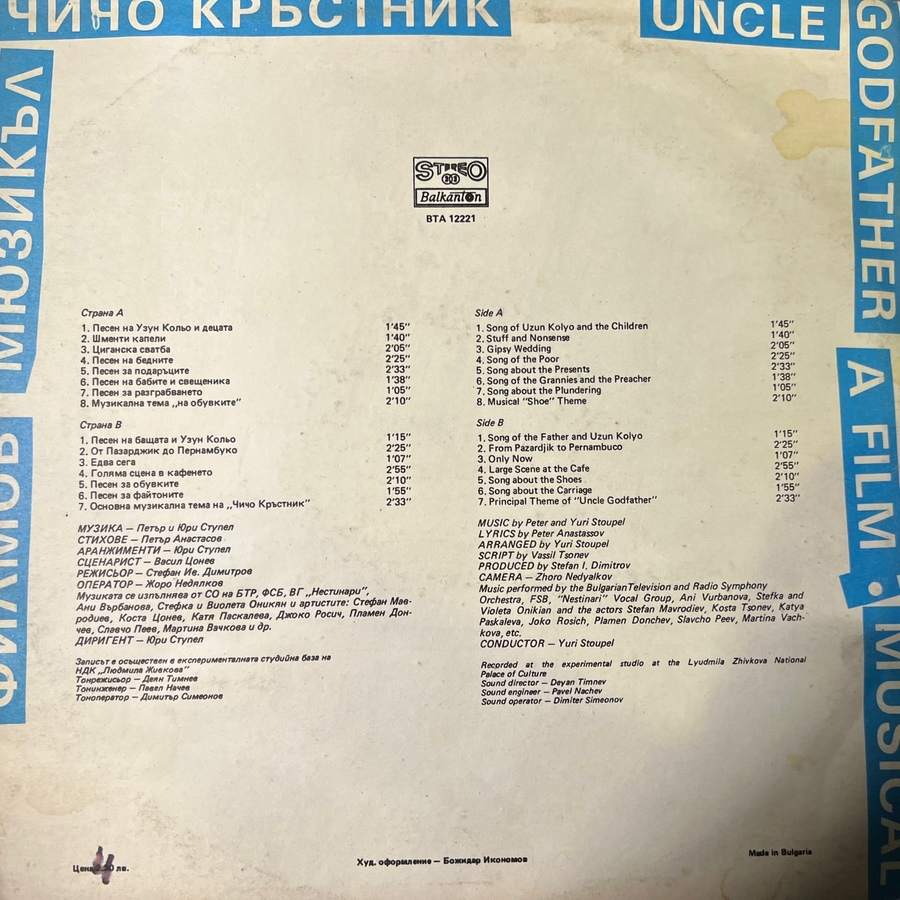 ЧИЧО КРЪСТНИК
UNCLE
GODFATHER A FILM • MUSICAL
ФИЛМОВ МЮЗИКЪЛ
STEREO
Balkanton
BTA 12221
Страна А
1. Песен на Узун Кольо и децата 1'45"
2. Шменти капели 1'40"
3. Циганска сватба 2'05"
4. Песен на бедните 2'25"
5. Песен за подаръците 2'33"
6. Песен на бабите и свещеника 1'38"
7. Песен за разграбването 1'05"
8. Музикална тема „на обувките" 2'10"
Страна В
1. Песен на бащата и Узун Кольо 1'15"
2. От Пазарджик до Пернамбуко 2'25"
3. Едва сега 1'07"
4. Голяма сцена в кафенето 2'55"
5. Песен за обувките 2'10"
6. Песен за файтоните 1'55"
7. Основна музикална тема на „Чичо Кръстник" 2'33"
МУЗИКА — Петър и Юри Ступел
СТИХОВЕ — Петър Анастасов
АРАНЖИМЕНТИ — Юри Ступел
СЦЕНАРИСТ — Васил Цонев
РЕЖИСЬОР — Стефан Ив. Димитров
ОПЕРАТОР — Жоро Недялков
Музиката се изпълнява от СО на БТР, ФСБ, ВГ „Нестинари",
Ани Върбанова, Стефка и Виолета Оникян и артистите: Стефан Мав-
родиев, Коста Цонев, Катя Паскалева, Джоко Росич, Пламен Дон-
чев, Славчо Пеев, Мартина Вачкова и др.
ДИРИГЕНТ — Юри Ступел
Записът е осъществен в експерименталната студийна база на
НДК „Людмила Живкова"
Тонрежисьор — Деян Тимнев
Тонинженер — Павел Начев
Тоноператор — Димитър Симеонов
Side A
1. Song of Uzun Kolyo and the Children 1'45"
2. Stuff and Nonsense 1'40"
3. Gipsy Wedding 2'05"
4. Song of the Poor 2'25"
5. Song about the Presents 2'33"
6. Song of the Grannies and the Preacher 1'38"
7. Song about the Plundering 1'05"
8. Musical "Shoe" Theme 2'10"
Side B
1. Song of the Father and Uzun Kolyo 1'15"
2. From Pazardjik to Pernambuco 2'25"
3. Only Now 1'07"
4. Large Scene at the Cafe 2'55"
5. Song about the Shoes 2'10"
6. Song about the Carriage 1'55"
7. Principal Theme of "Uncle Godfather" 2'33"
MUSIC by Peter and Yuri Stoupel
LYRICS by Peter Anastassov
ARRANGED by Yuri Stoupel
SCRIPT by Vassil Tsonev
PRODUCED by Stefan I. Dimitrov
CAMERA — Zhoro Nedyalkov
Music performed by the Bulgarian Television and Radio Symphony
Orchestra, FSB, "Nestinari" Vocal Group, Ani Vurbanova, Stefka and
Violeta Onikian and the actors Stefan Mavrodiev, Kosta Tsonev, Katya
Paskaleva, Joko Rosich, Plamen Donchev, Slavcho Peev, Martina Vach-
kova, etc.
CONDUCTOR — Yuri Stoupel
Recorded at the experimental studio at the Lyudmila Zhivkova National
Palace of Culture
Sound director — Deyan Timnev
Sound engineer — Pavel Nachev
Sound operator — Dimiter Simeonov
Цена лв.
Худ. оформление — Божидар Икономов
Made in Bulgaria